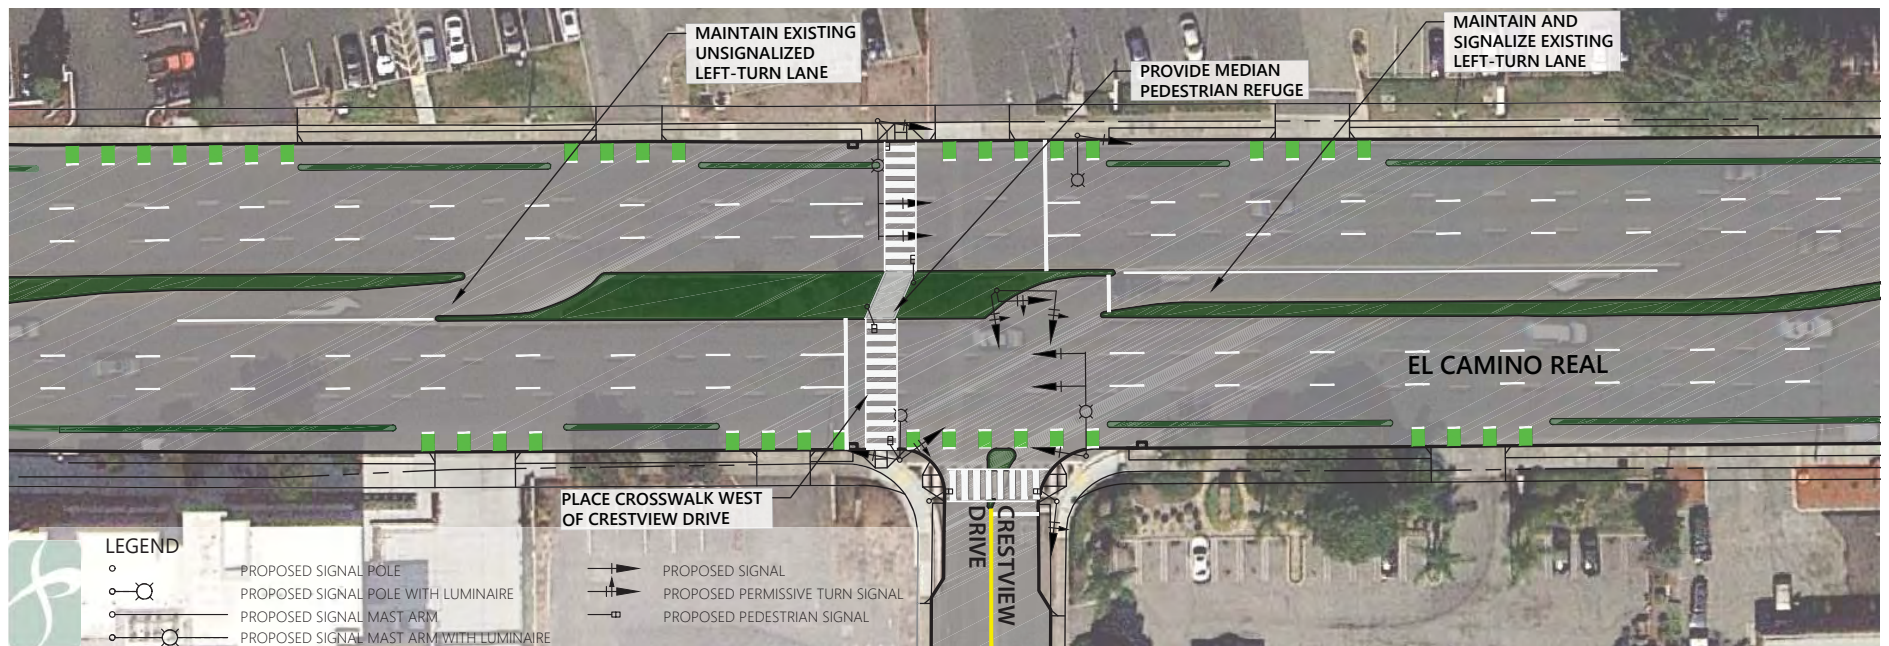 MAINTAIN EXISTING
UNSIGNALIZED
LEFT-TURN LANE
PROVIDE MEDIAN
PEDESTRIAN REFUGE
MAINTAIN AND
SIGNALIZE EXISTING
LEFT-TURN LANE
EL CAMINO REAL
PLACE CROSSWALK WEST
OF CRESTVIEW DRIVE
CRESTVIEW
DRIVE
LEGEND
PROPOSED SIGNAL POLE
PROPOSED SIGNAL POLE WITH LUMINAIRE
PROPOSED SIGNAL MAST ARM
PROPOSED SIGNAL MAST ARM WITH LUMINAIRE
PROPOSED SIGNAL
PROPOSED PERMISSIVE TURN SIGNAL
PROPOSED PEDESTRIAN SIGNAL